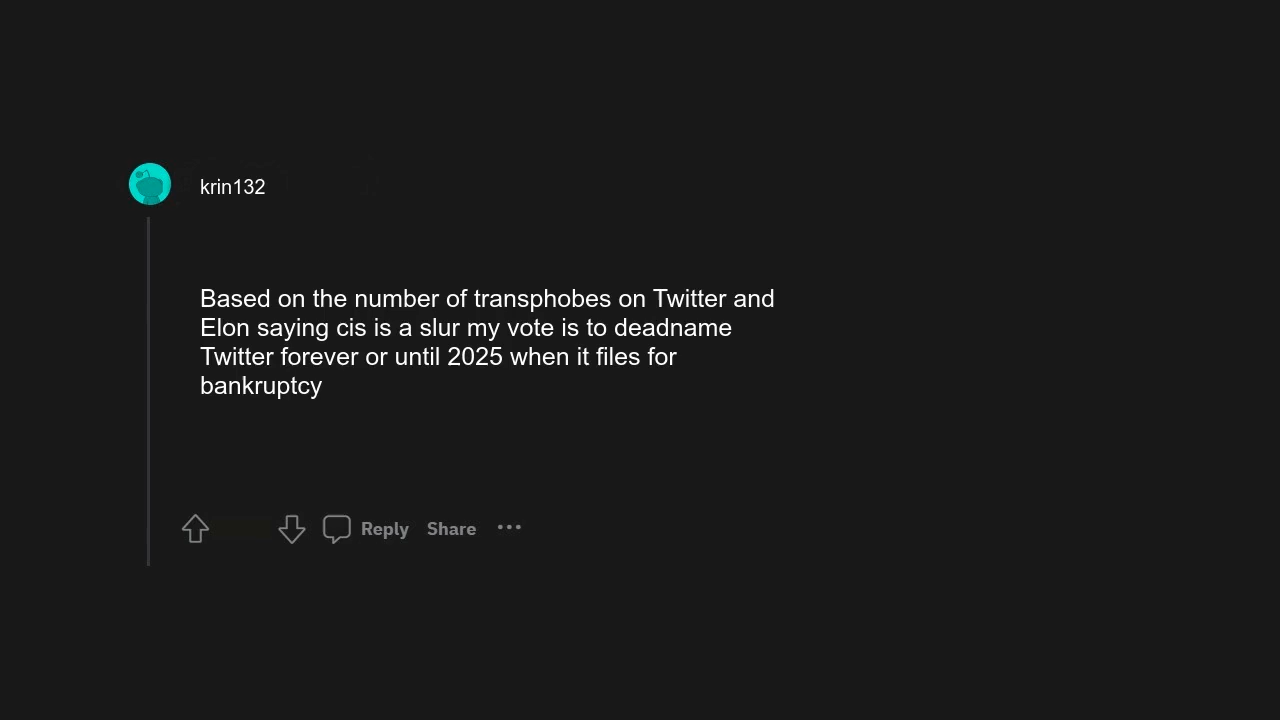 krin132
Based on the number of transphobes on Twitter and
Elon saying cis is a slur my vote is to deadname
Twitter forever or until 2025 when it files for
bankruptcy
Reply Share